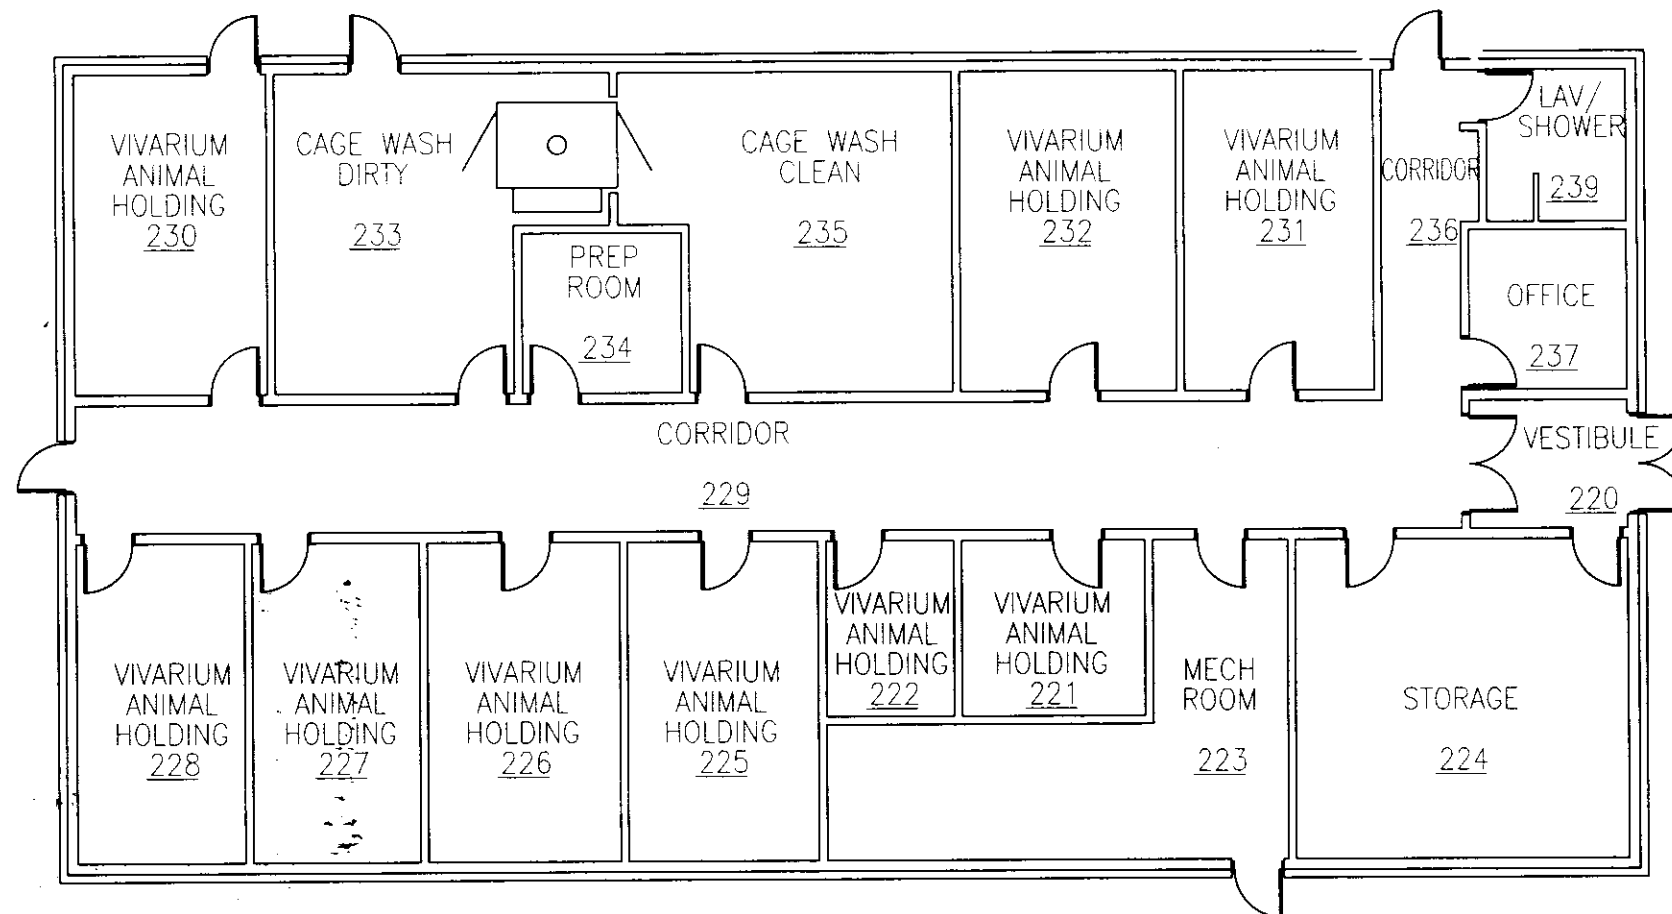 VIVARIUM
ANIMAL
HOLDING
230
CAGE WASH
DIRTY
233
PREP
ROOM
234
CAGE WASH
CLEAN
235
VIVARIUM
ANIMAL
HOLDING
232
VIVARIUM
ANIMAL
HOLDING
231
CORRIDOR
236
LAV/
SHOWER
239
OFFICE
237
CORRIDOR
229
VESTIBULE
220
VIVARIUM
ANIMAL
HOLDING
228
VIVARIUM
ANIMAL
HOLDING
227
VIVARIUM
ANIMAL
HOLDING
226
VIVARIUM
ANIMAL
HOLDING
225
VIVARIUM
ANIMAL
HOLDING
222
VIVARIUM
ANIMAL
HOLDING
221
MECH
ROOM
223
STORAGE
224